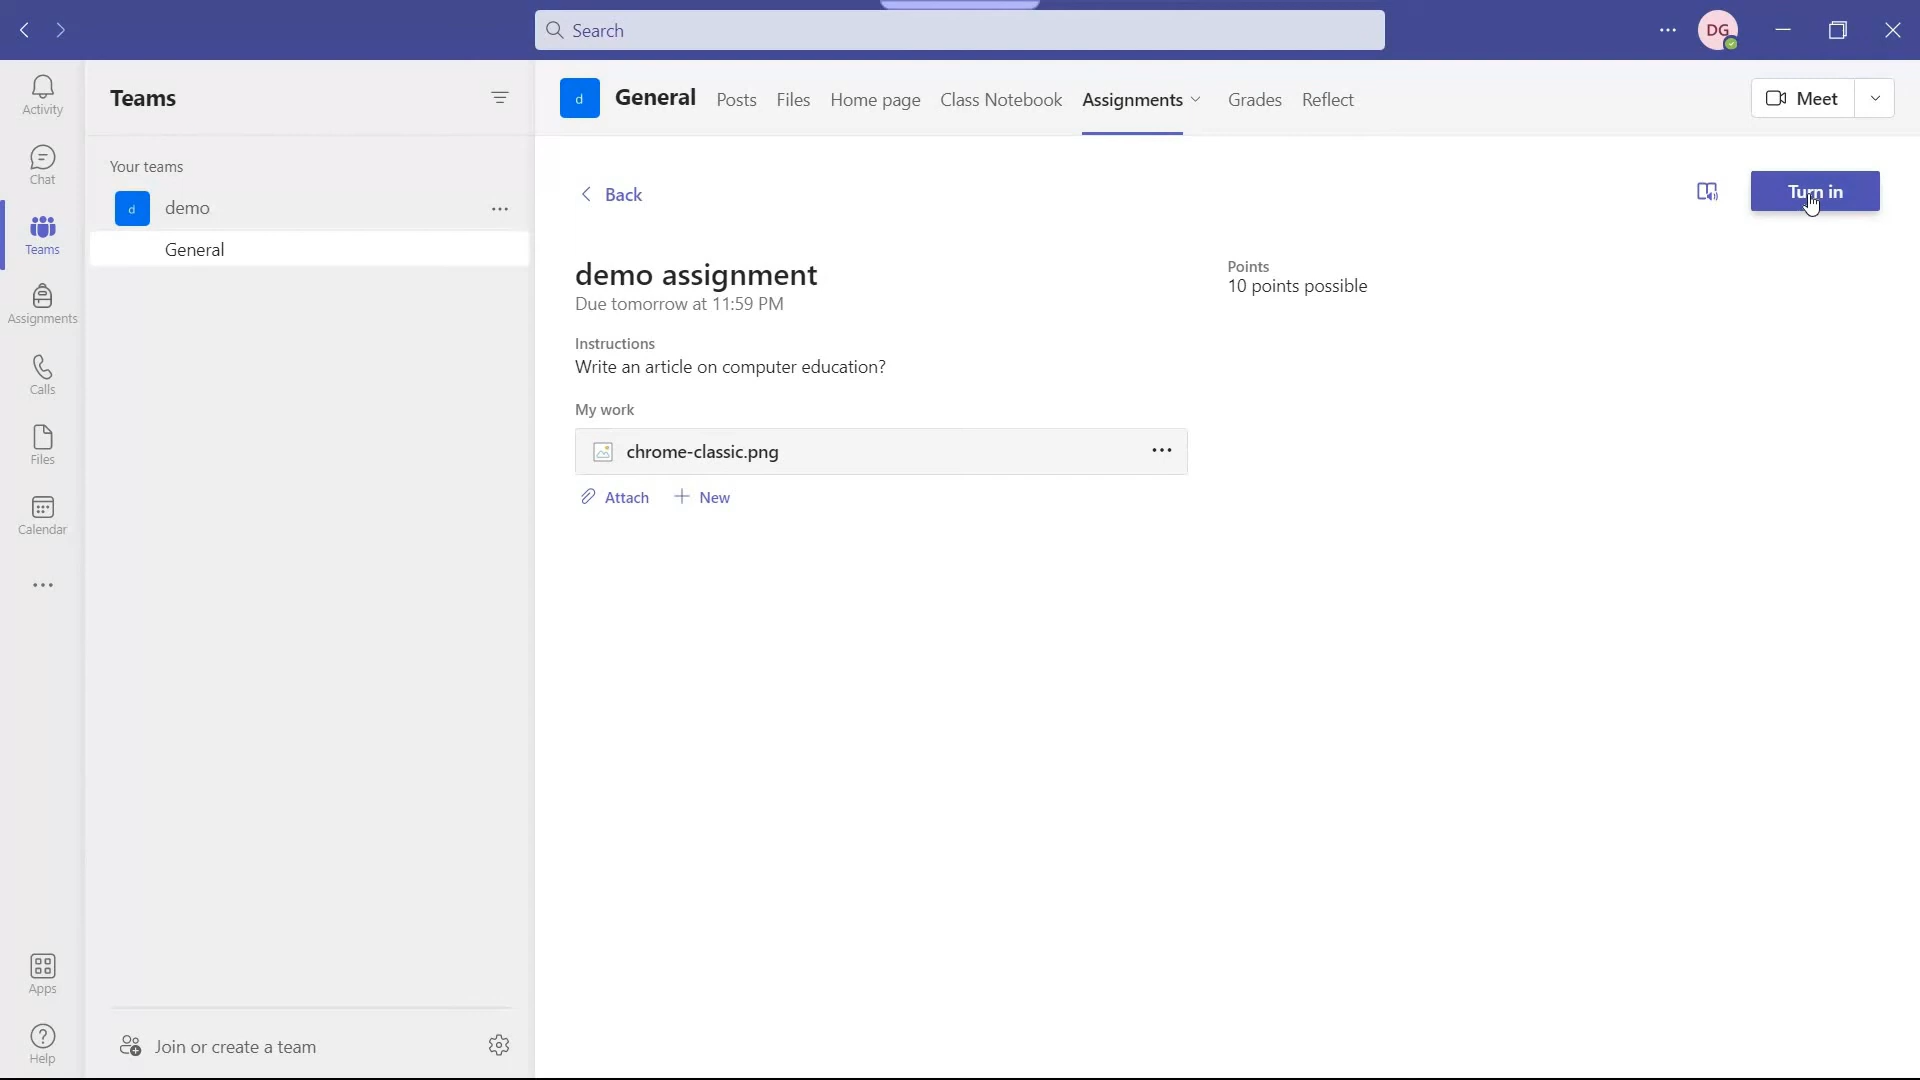 Search
DG
Activity
Chat
Teams
Assignments
Calls
Files
Calendar
Apps
Help
Teams
Your teams
d demo
General
Join or create a team
d General Posts Files Home page Class Notebook Assignments Grades Reflect
Meet
Back
Turn in
demo assignment
Due tomorrow at 11:59 PM
Points
10 points possible
Instructions
Write an article on computer education?
My work
chrome-classic.png
Attach New